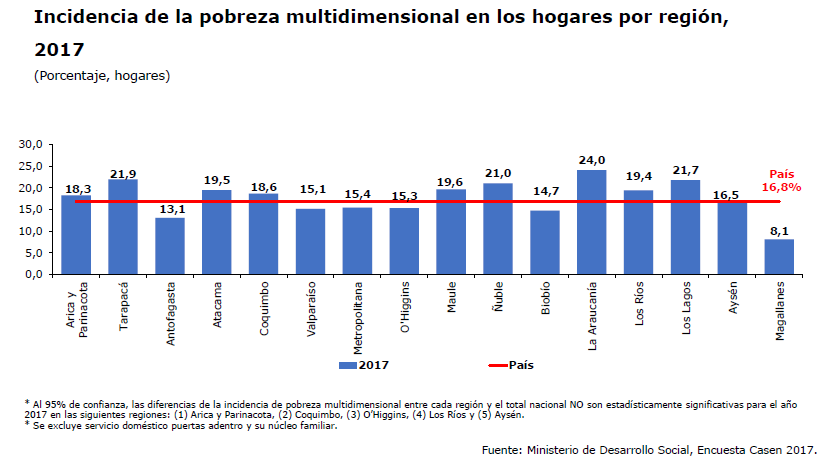 Incidencia de la pobreza multidimensional en los hogares por región,
2017
(Porcentaje, hogares)
30,0
25,0
20,0
15,0
10,0
5,0
0,0
18,3
21,9
13,1
19,5
18,6
15,1
15,4
15,3
19,6
21,0
14,7
24,0
19,4
21,7
16,5
8,1
País
16,8%
Arica y
Parinacota
Tarapacá
Antofagasta
Atacama
Coquimbo
Valparaíso
Metropolitana
O'Higgins
Maule
Ñuble
Biobío
La Araucanía
Los Ríos
Los Lagos
Aysén
Magallanes
2017
País
* Al 95% de confianza, las diferencias de la incidencia de pobreza multidimensional entre cada región y el total nacional NO son estadísticamente significativas para el año
2017 en las siguientes regiones: (1) Arica y Parinacota, (2) Coquimbo, (3) O’Higgins, (4) Los Ríos y (5) Aysén.
* Se excluye servicio doméstico puertas adentro y su núcleo familiar.
Fuente: Ministerio de Desarrollo Social, Encuesta Casen 2017.